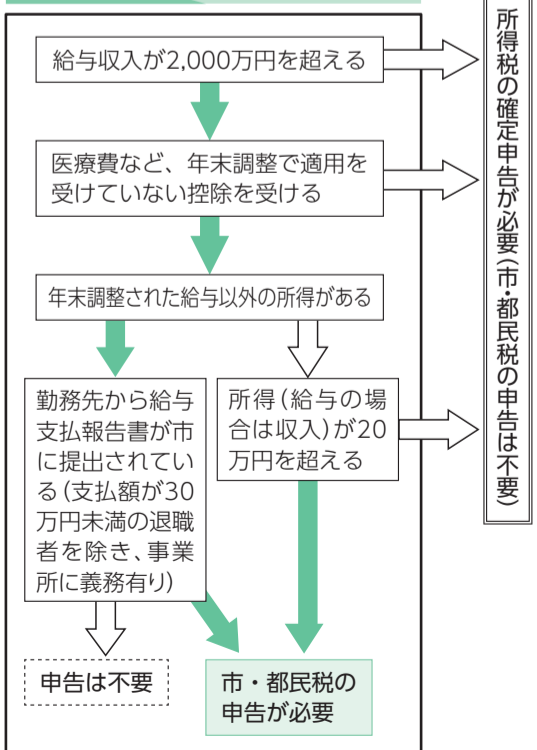 給与収入が2,000万円を超える
医療費など、年末調整で適用を
受けていない控除を受ける
年末調整された給与以外の所得がある
勤務先から給与
支払報告書が市
に提出されてい
る(支払額が30
万円未満の退職
者を除き、事業
所に義務有り)
所得(給与の場
合は収入)が20
万円を超える
申告は不要
市・都民税の
申告が必要
所得税の確定申告が必要(市・都民税の申告は不要)